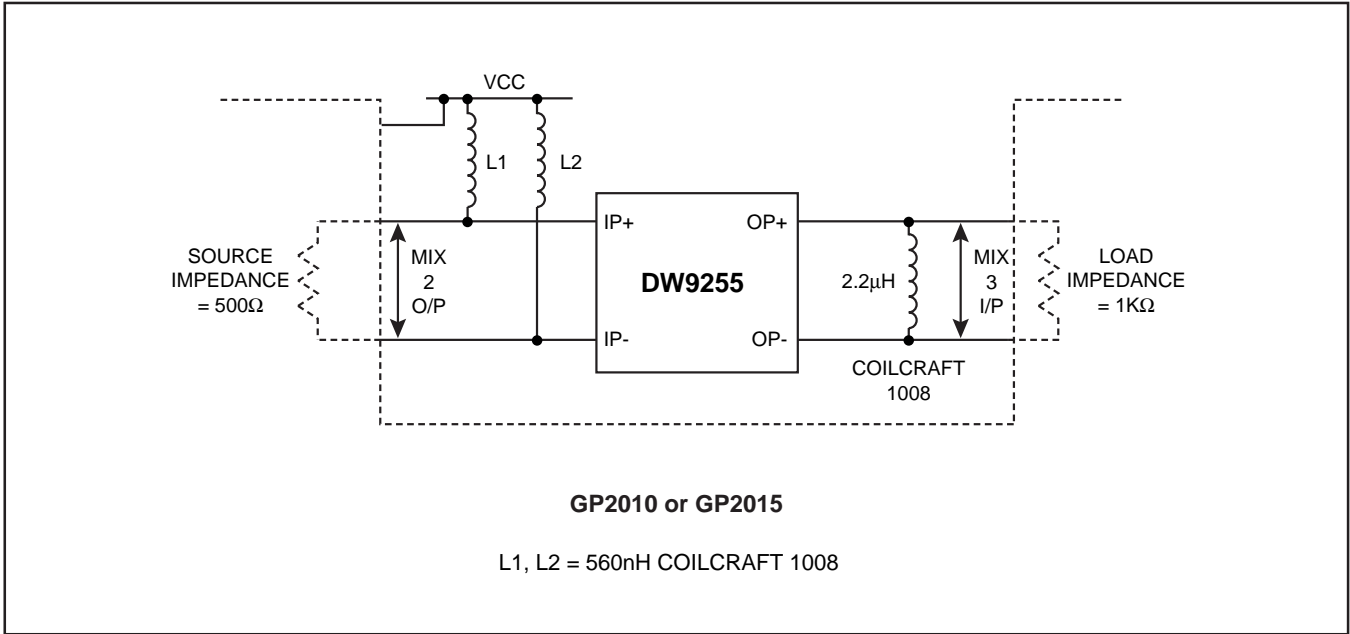 VCC
L1
L2
SOURCE
IMPEDANCE
= 500Ω
MIX
2
O/P
IP+
IP-
DW9255
OP+
OP-
2.2µH
COILCRAFT
1008
MIX
3
I/P
LOAD
IMPEDANCE
= 1KΩ
GP2010 or GP2015
L1, L2 = 560nH COILCRAFT 1008